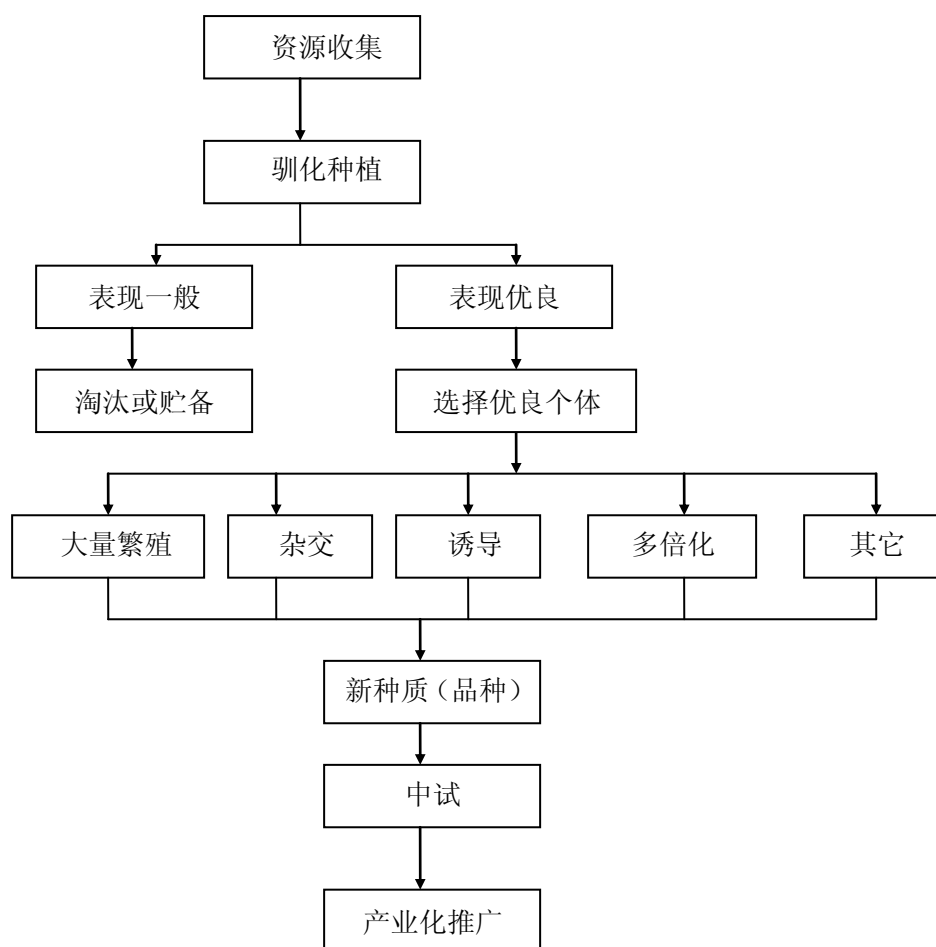 资源收集
驯化种植
表现一般
表现优良
淘汰或贮备
选择优良个体
大量繁殖
杂交
诱导
多倍化
其它
新种质（品种）
中试
产业化推广